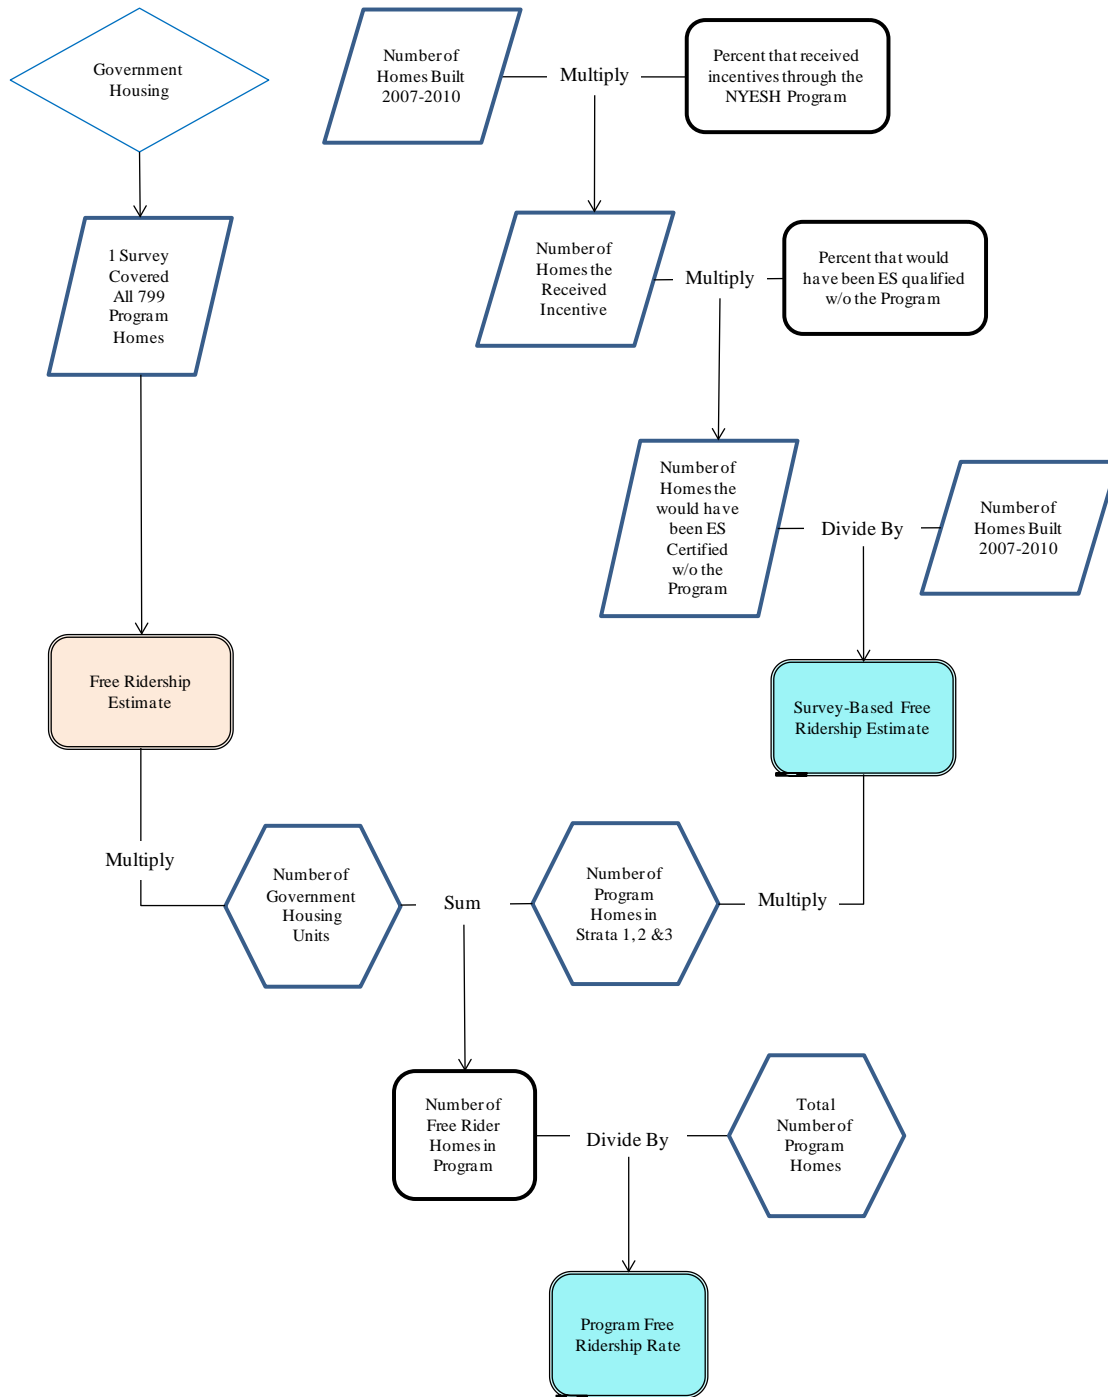 Government
Housing
Number of
Homes Built
2007-2010
Multiply
Percent that received
incentives through the
NYESH Program
1 Survey
Covered
All 799
Program
Homes
Number of
Homes the
Received
Incentive
Multiply
Percent that would
have been ES qualified
w/o the Program
Number of
Homes the
would have
been ES
Certified
w/o the
Program
Divide By
Number of
Homes Built
2007-2010
Free Ridership
Estimate
Survey-Based Free
Ridership Estimate
Multiply
Number of
Government
Housing
Units
Sum
Number of
Program
Homes in
Strata 1, 2 &3
Multiply
Number of
Free Rider
Homes in
Program
Divide By
Total
Number of
Program
Homes
Program Free
Ridership Rate